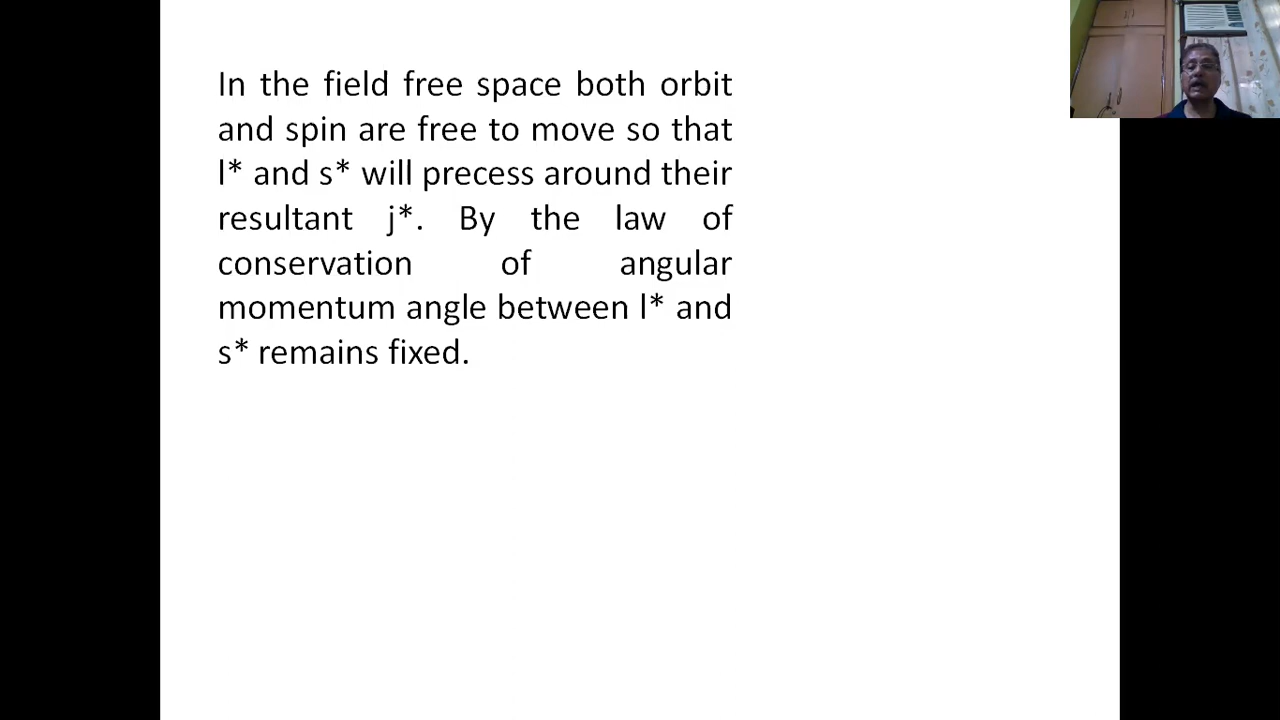 In the field free space both orbit
and spin are free to move so that
l* and s* will precess around their
resultant j*. By the law of
conservation of angular
momentum angle between l* and
s* remains fixed.